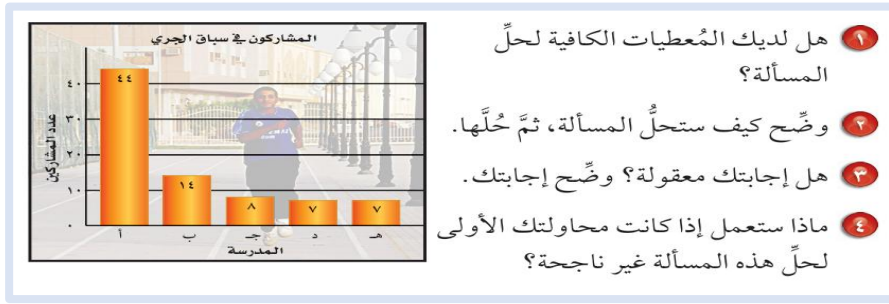 ١ هل لديك المُعطيات الكافية لحلِّ
المسألة؟
٢ وضِّح كيف ستحلُّ المسألة، ثمَّ حُلَّها.
٣ هل إجابتك معقولة؟ وضِّح إجابتك.
٤ ماذا ستعمل إذا كانت محاولتك الأولى
لحلِّ هذه المسألة غير ناجحة؟
المشاركون في سباق الجري
عدد المشاركين
٤٠
٣٠
٢٠
١٠
٠
٤٤
١٤
٨
٧
٧
أ ب جـ د هـ
المدرسة